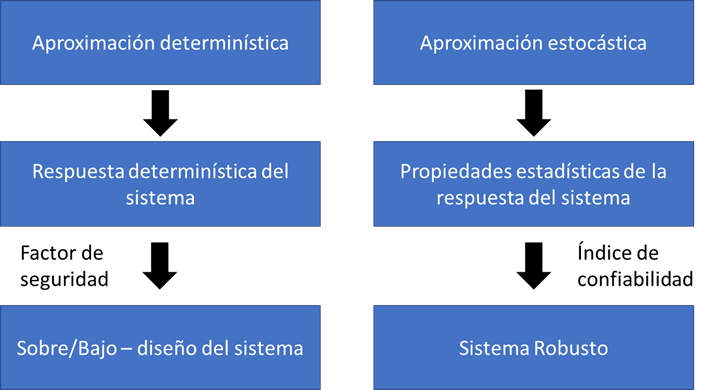 Aproximación determinística
Aproximación estocástica
Respuesta determinística del
sistema
Propiedades estadísticas de la
respuesta del sistema
Factor de
seguridad
Índice de
confiabilidad
Sobre/Bajo – diseño del sistema
Sistema Robusto